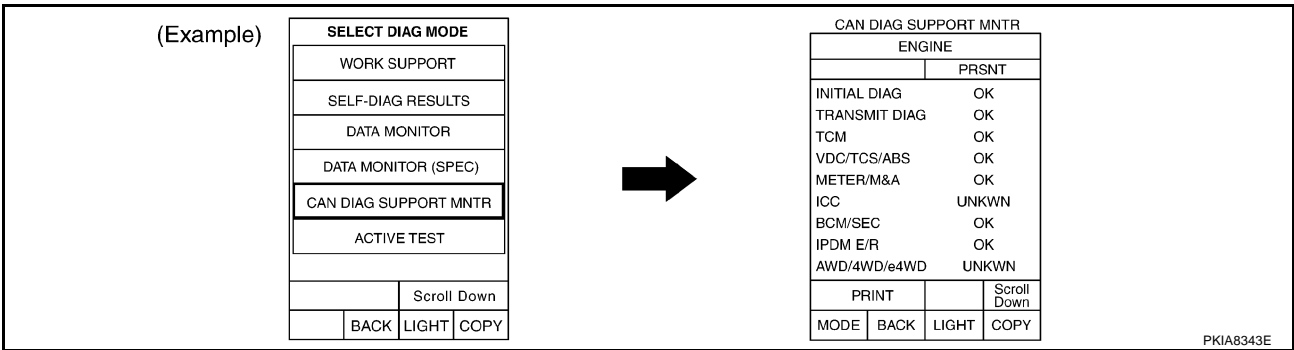 (Example)
SELECT DIAG MODE
WORK SUPPORT
SELF-DIAG RESULTS
DATA MONITOR
DATA MONITOR (SPEC)
CAN DIAG SUPPORT MNTR
ACTIVE TEST
Scroll Down
BACK LIGHT COPY
CAN DIAG SUPPORT MNTR
ENGINE
PRSNT
INITIAL DIAG OK
TRANSMIT DIAG OK
TCM OK
VDC/TCS/ABS OK
METER/M&A OK
ICC UNKWN
BCM/SEC OK
IPDM E/R OK
AWD/4WD/e4WD UNKWN
PRINT Scroll
Down
MODE BACK LIGHT COPY
PKIA8343E